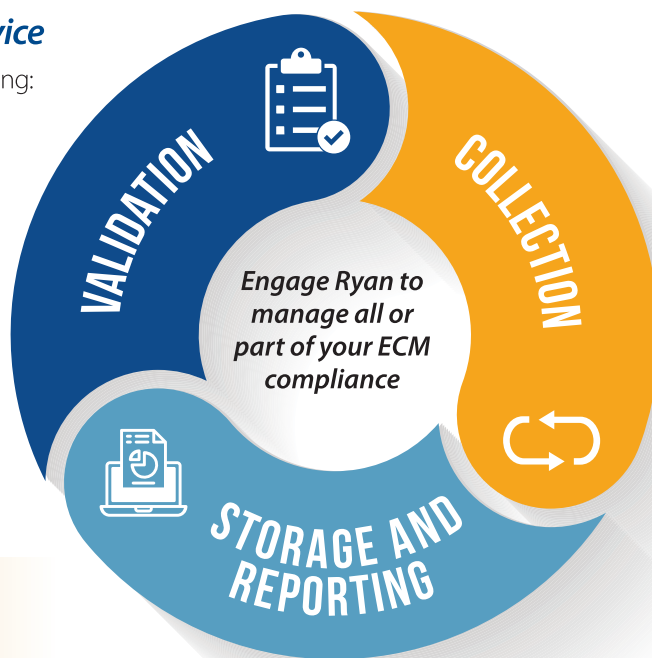 vice
ng:
VALIDATION
COLLECTION
Engage Ryan to
manage all or
part of your ECM
compliance
STORAGE AND
REPORTING